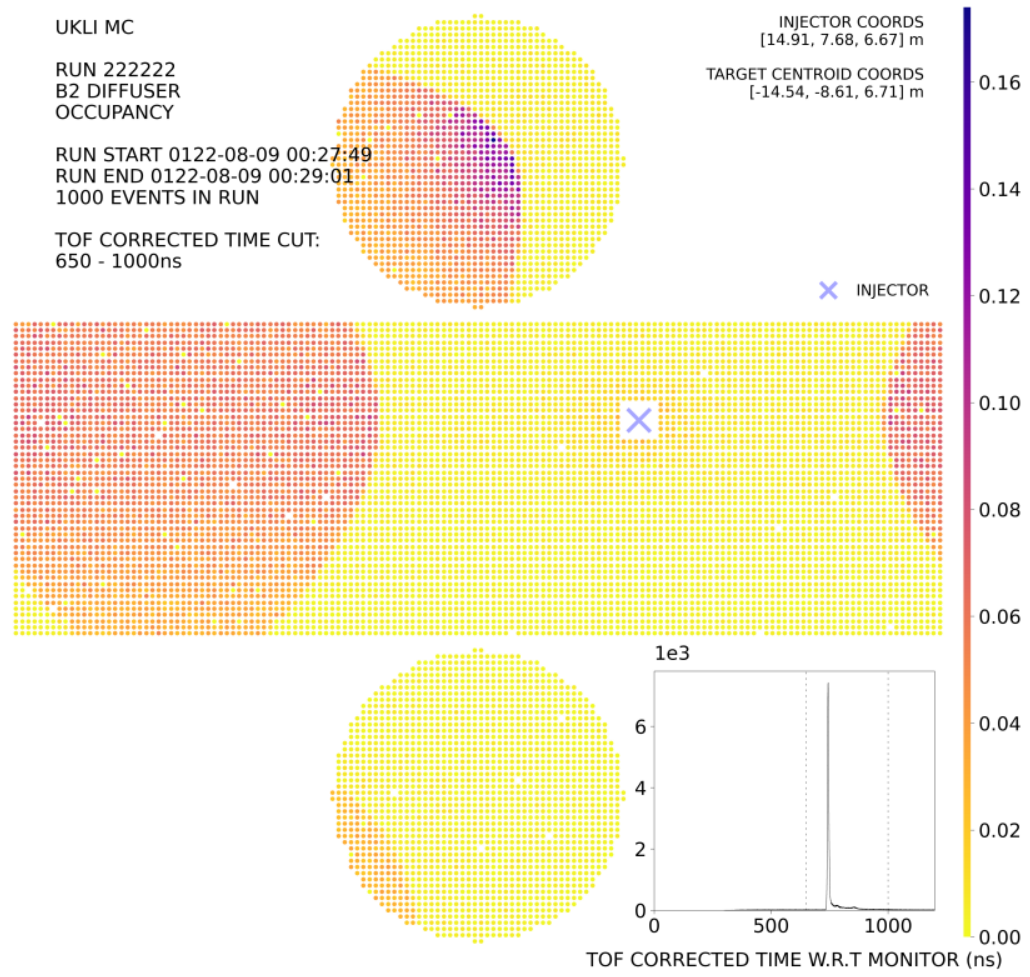 UKLI MC
RUN 222222
B2 DIFFUSER
OCCUPANCY
RUN START 0122-08-09 00:27:49
RUN END 0122-08-09 00:29:01
1000 EVENTS IN RUN
TOF CORRECTED TIME CUT:
650 - 1000ns
INJECTOR COORDS
[14.91, 7.68, 6.67] m
TARGET CENTROID COORDS
[-14.54, -8.61, 6.71] m
INJECTOR
0.16
0.14
0.12
0.10
0.08
0.06
0.04
0.02
0.00
1e3
6
4
2
0
0
500
1000
TOF CORRECTED TIME W.R.T MONITOR (ns)